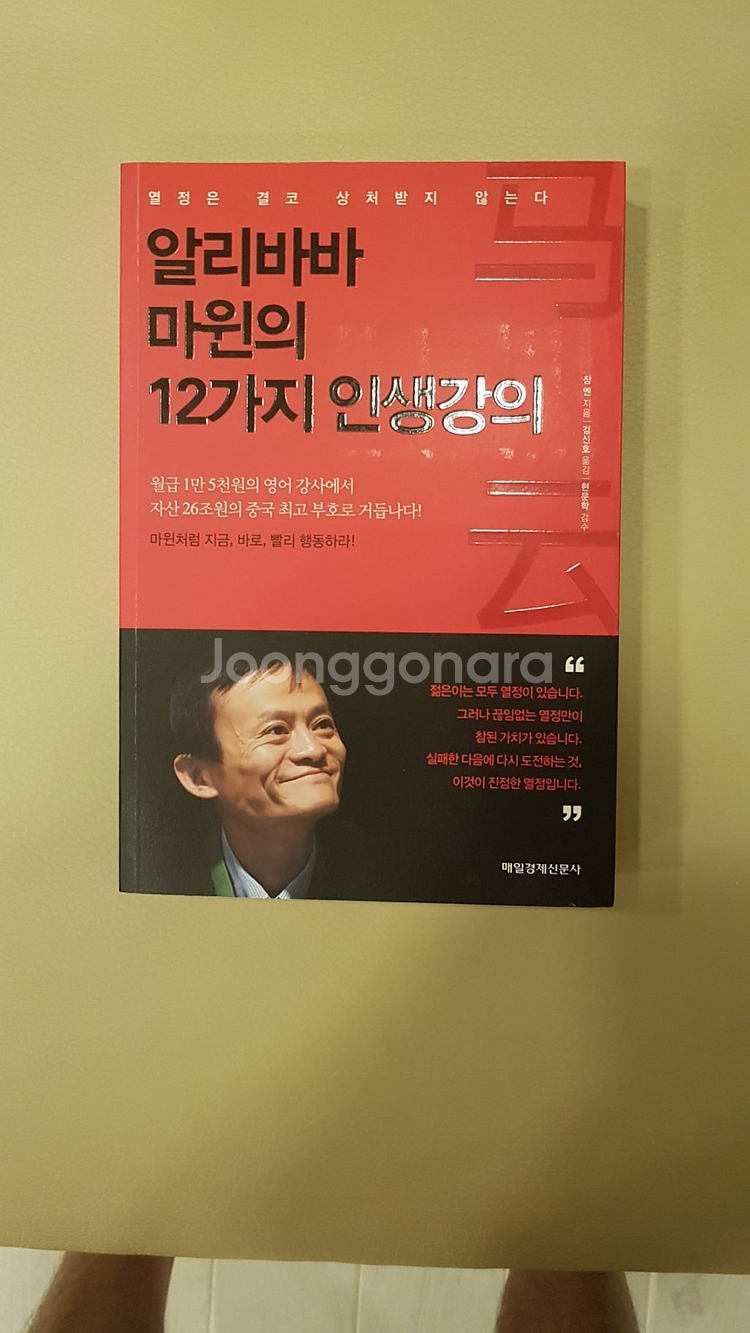 열정은 결코 상처받지 않는다
알리바바
마윈의
12가지 인생강의
马云
장옌 지음 | 김신호 옮김 | 현문학 감수
월급 1만 5천원의 영어 강사에서
자산 26조원의 중국 최고 부호로 거듭나다!
마윈처럼 지금, 바로, 빨리 행동하라!
Joonggonara
“
젊은이는 모두 열정이 있습니다.
그러나 끊임없는 열정만이
참된 가치가 있습니다.
실패한 다음에 다시 도전하는 것,
이것이 진정한 열정입니다.
”
매일경제신문사